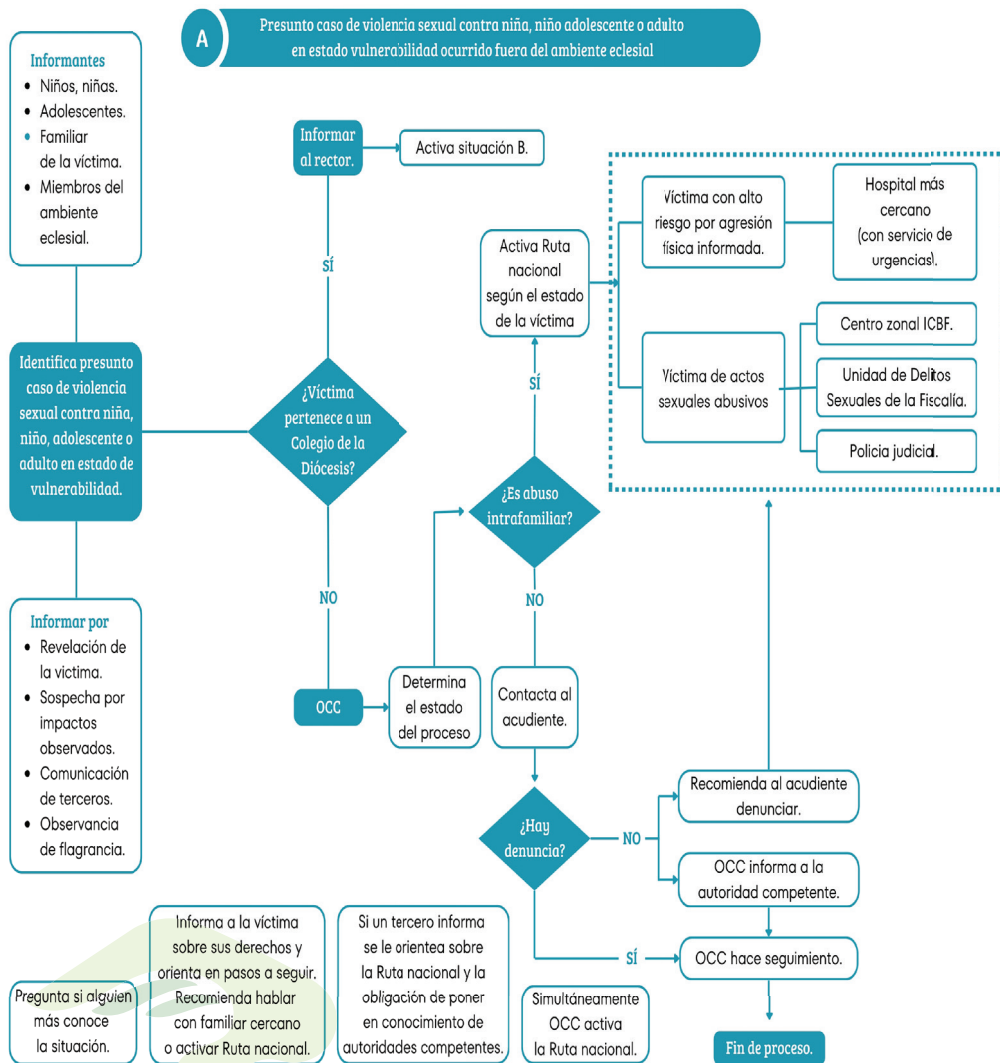 A
Presunto caso de violencia sexual contra niña, niño adolescente o adulto
en estado vulnerabilidad ocurrido fuera del ambiente eclesial
Informantes
• Niños, niñas.
• Adolescentes.
• Familiar
de la víctima.
• Miembros del
ambiente
eclesial.
Identifica presunto
caso de violencia
sexual contra niña,
niño, adolescente o
adulto en estado de
vulnerabilidad.
Informar por
• Revelación de
la victima.
• Sospecha por
impactos
observados.
• Comunicación
de terceros.
• Observancia
de flagrancia.
Informar
al rector.
Activa situación B.
SÍ
¿Víctima
pertenece a un
Colegio de la
Diócesis?
NO
OCC
Determina
el estado
del proceso
Activa Ruta
nacional
según el estado
de la víctima
SÍ
¿Es abuso
intrafamiliar?
NO
Contacta al
acudiente.
¿Hay
denuncia?
NO
SÍ
Víctima con alto
riesgo por agresión
física informada.
Hospital más
cercano
(con servicio de
urgencias).
Víctima de actos
sexuales abusivos
Centro zonal ICBF.
Unidad de Delitos
Sexuales de la Fiscalía.
Policia judicial.
Recomienda al acudiente
denunciar.
OCC informa a la
autoridad competente.
OCC hace seguimiento.
Fin de proceso.
Pregunta si alguien
más conoce
la situación.
Informa a la víctima
sobre sus derechos y
orienta en pasos a seguir.
Recomienda hablar
con familiar cercano
o activar Ruta nacional.
Si un tercero informa
se le orientea sobre
la Ruta nacional y la
obligación de poner
en conocimiento de
autoridades competentes.
Simultáneamente
OCC activa
la Ruta nacional.